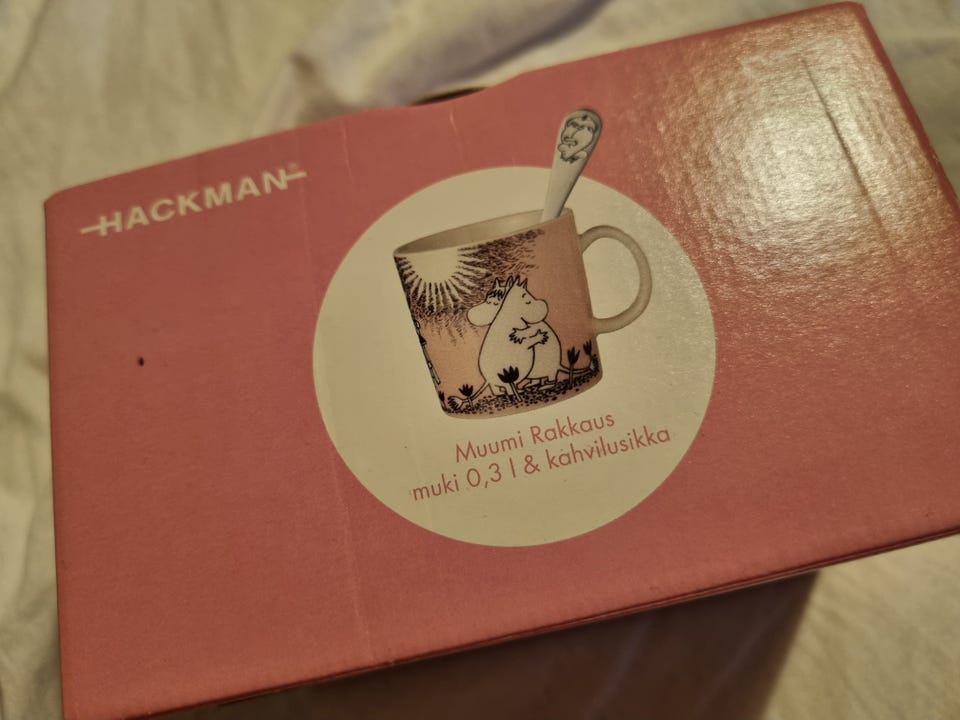 HACKMAN®
Muumi Rakkaus
muki 0,3 l & kahvilusikka